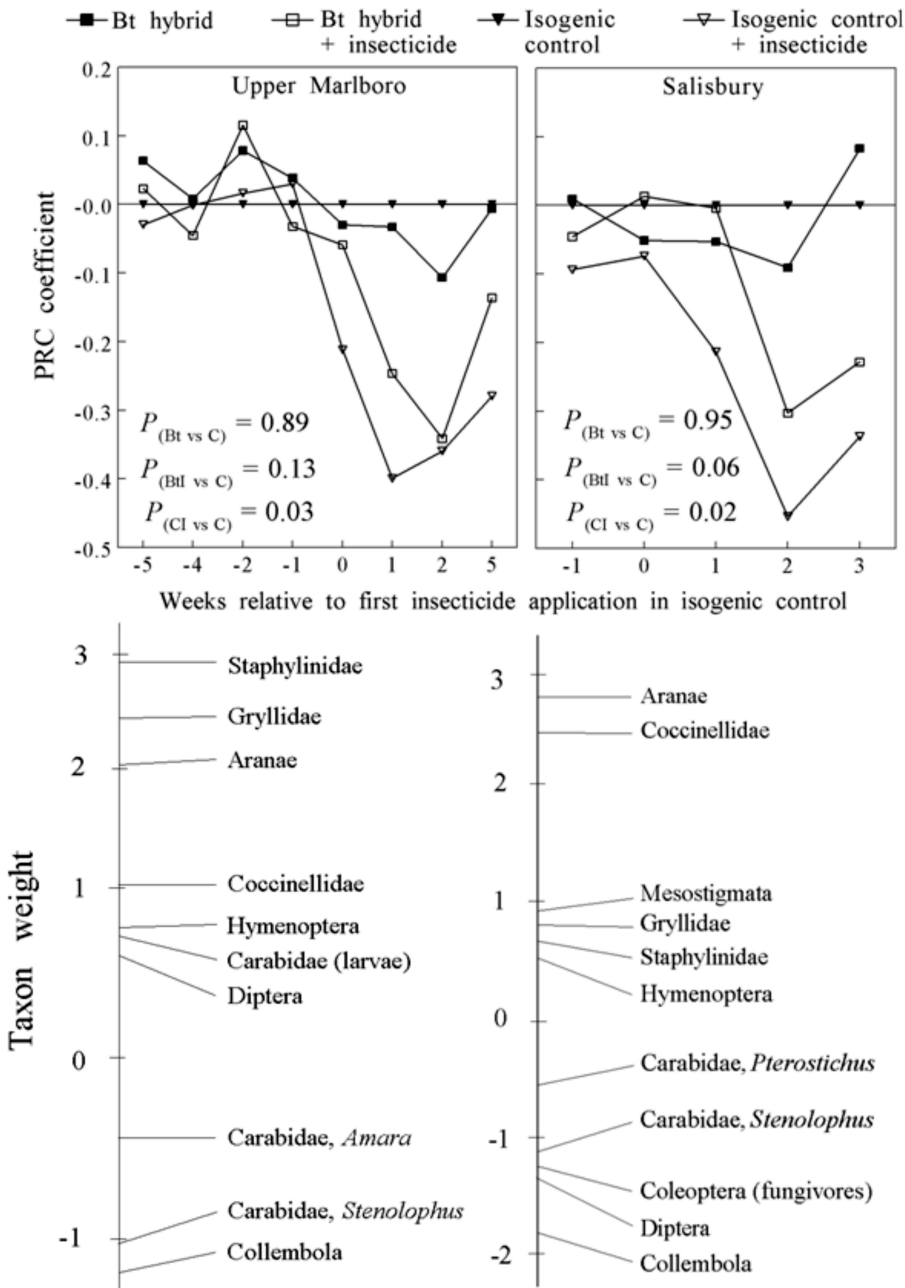 Bt hybrid
Bt hybrid
+ insecticide
Isogenic
control
Isogenic control
+ insecticide
Upper Marlboro
Salisbury
PRC coefficient
0.2
0.1
-0.0
-0.1
-0.2
-0.3
-0.4
-0.5
P(Bt vs C) = 0.89
P(BtI vs C) = 0.13
P(CI vs C) = 0.03
P(Bt vs C) = 0.95
P(BtI vs C) = 0.06
P(CI vs C) = 0.02
-5 -4 -2 -1 0 1 2 5
-1 0 1 2 3
Weeks relative to first insecticide application in isogenic control
Taxon weight
3
2
1
0
-1
Staphylinidae
Gryllidae
Aranae
Coccinellidae
Hymenoptera
Carabidae (larvae)
Diptera
Carabidae, Amara
Carabidae, Stenolophus
Collembola
3
2
1
0
-1
-2
Aranae
Coccinellidae
Mesostigmata
Gryllidae
Staphylinidae
Hymenoptera
Carabidae, Pterostichus
Carabidae, Stenolophus
Coleoptera (fungivores)
Diptera
Collembola